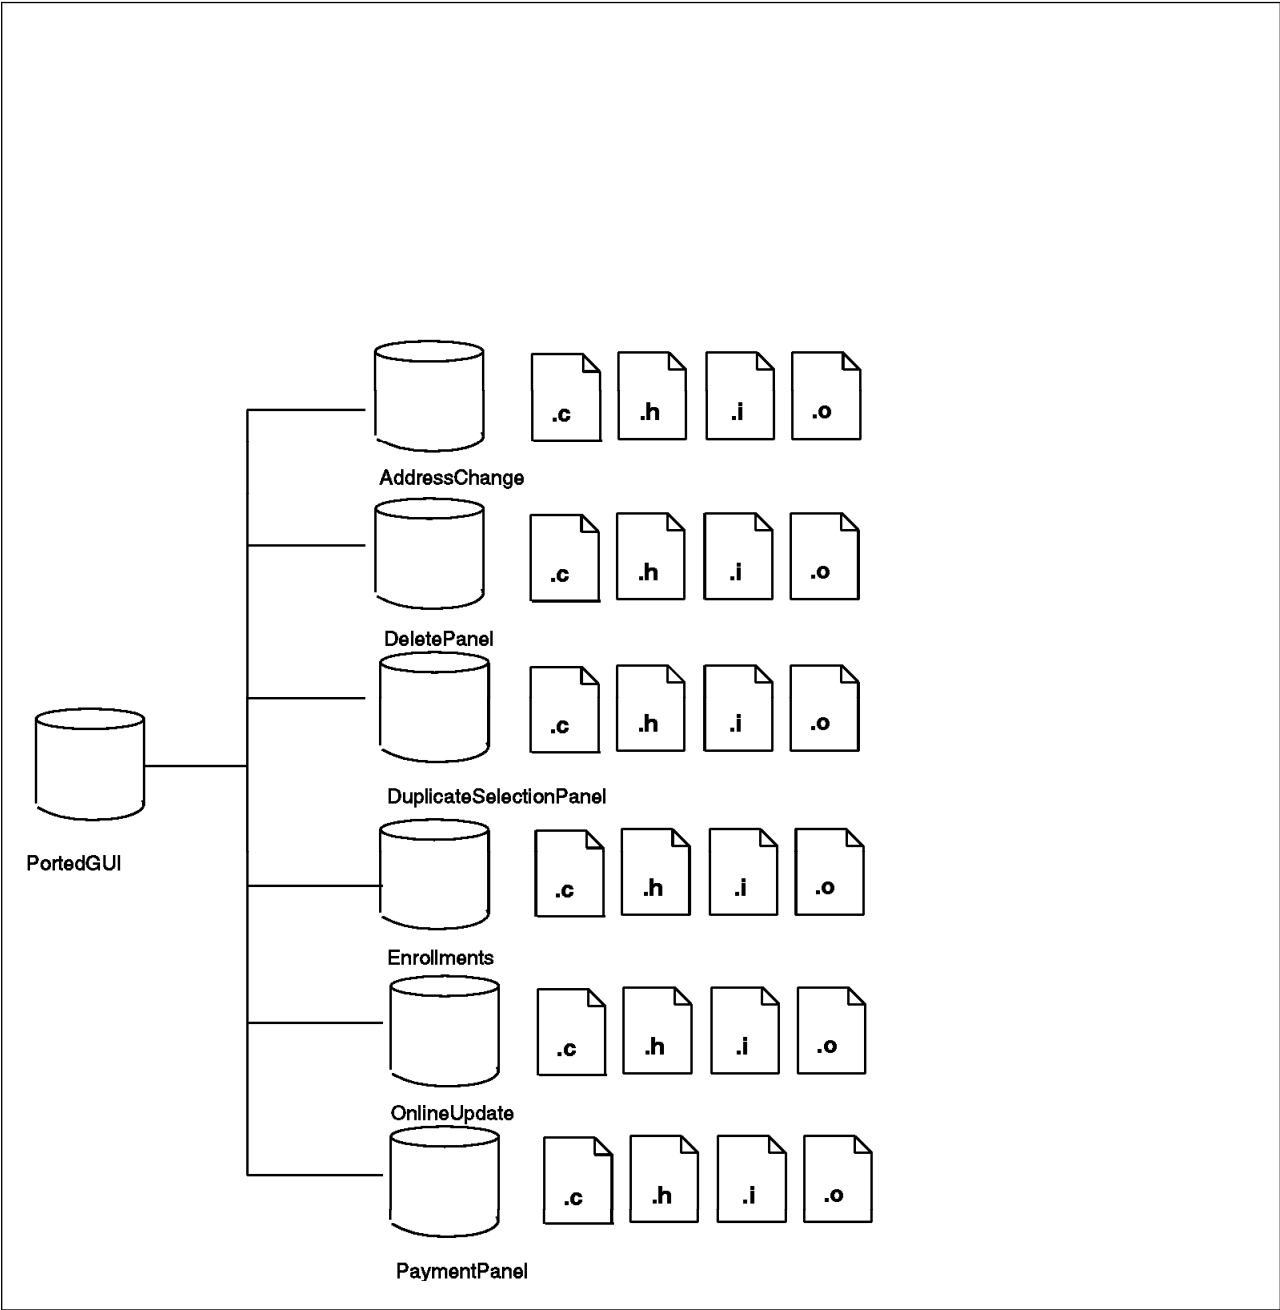 .c .h .i .o
AddressChange
.c .h .i .o
DeletePanel
.c .h .i .o
DuplicateSelectionPanel
PortedGUI
.c .h .i .o
Enrollments
.c .h .i .o
OnlineUpdate
.c .h .i .o
PaymentPanel